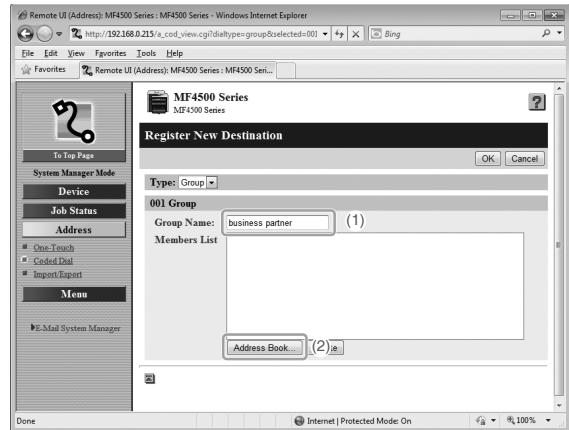 Remote UI (Address): MF4500 Series : MF4500 Series - Windows Internet Explorer
http://192.168.0.215/a_cod_view.cgi?dialtype=group&selected=001
Bing
File Edit View Favorites Tools Help
Favorites
Remote UI (Address): MF4500 Series : MF4500 Seri...
MF4500 Series
MF4500 Series
Register New Destination
OK Cancel
To Top Page
System Manager Mode
Device
Job Status
Address
One-Touch
Coded Dial
Import/Export
Menu
E-Mail System Manager
Type: Group
001 Group
Group Name: business partner (1)
Members List
Address Book... (2)
Done
Internet | Protected Mode: On
100%